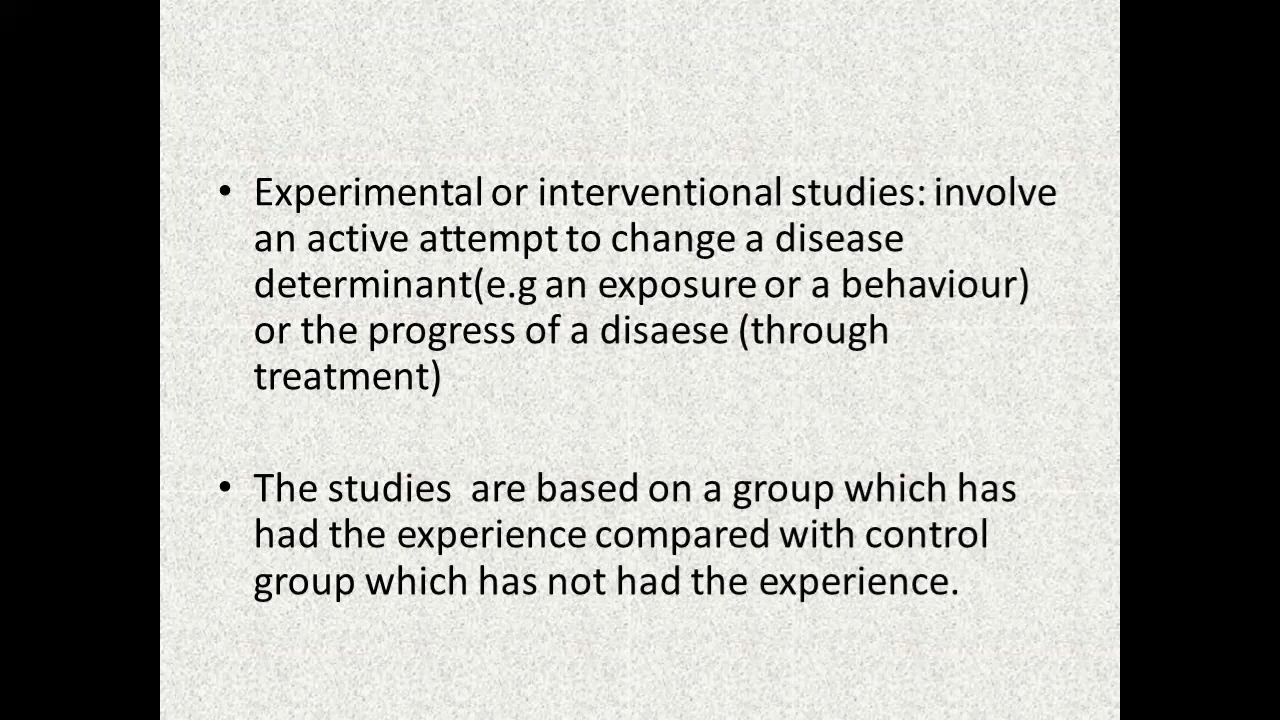 • Experimental or interventional studies: involve
an active attempt to change a disease
determinant(e.g an exposure or a behaviour)
or the progress of a disaese (through
treatment)
• The studies  are based on a group which has
had the experience compared with control
group which has not had the experience.